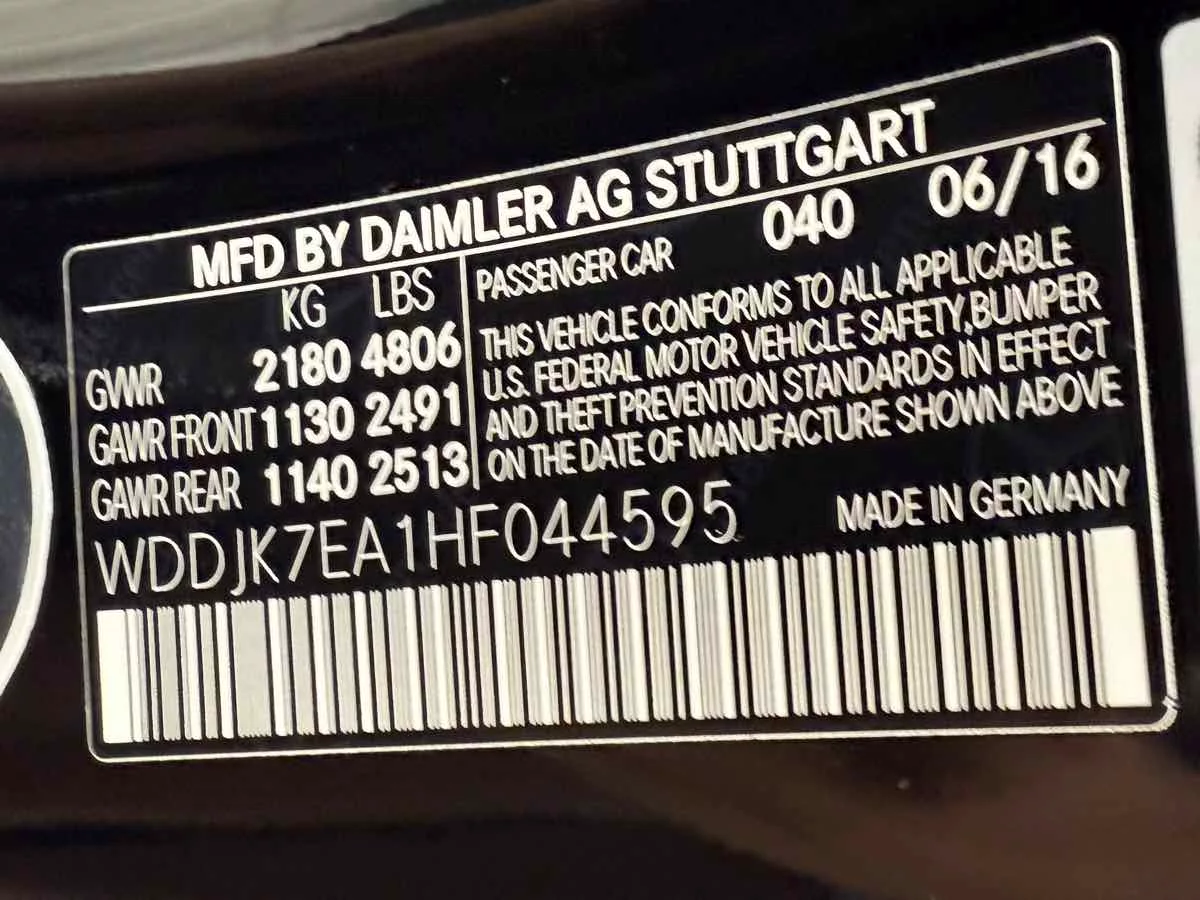 MFD BY DAIMLER AG STUTTGART
KG LBS
GVWR 2180 4806
GAWR FRONT 1130 2491
GAWR REAR 1140 2513
PASSENGER CAR 040 06/16
THIS VEHICLE CONFORMS TO ALL APPLICABLE
U.S. FEDERAL MOTOR VEHICLE SAFETY,BUMPER
AND THEFT PREVENTION STANDARDS IN EFFECT
ON THE DATE OF MANUFACTURE SHOWN ABOVE
WDDJK7EA1HF044595
MADE IN GERMANY